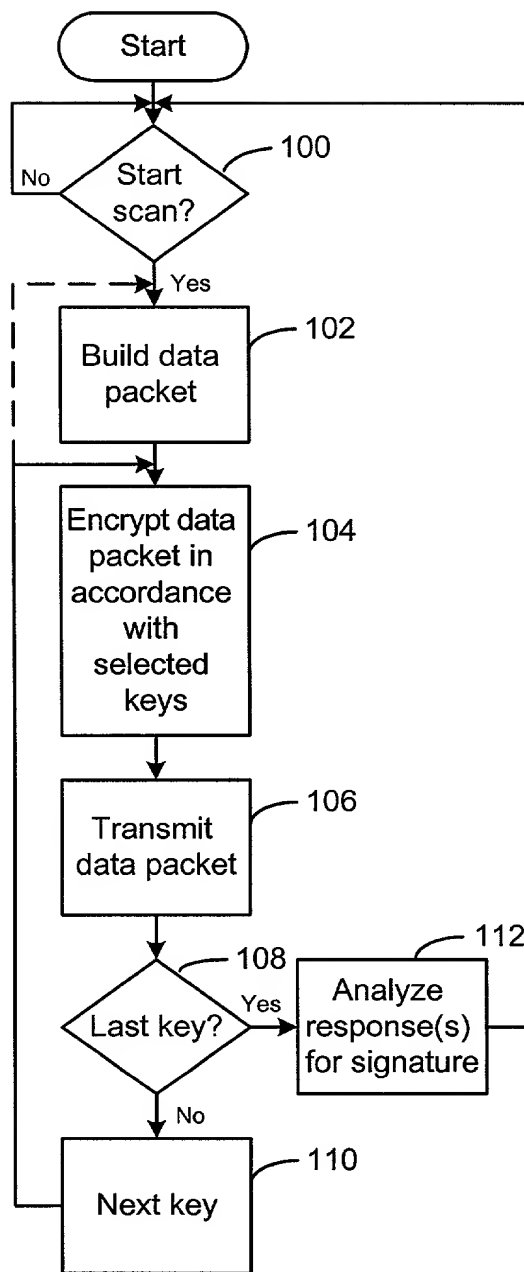 Start
100
No
Start
scan?
Yes
102
Build data
packet
104
Encrypt data
packet in
accordance
with
selected
keys
106
Transmit
data packet
108
112
Last key?
Yes
Analyze
response(s)
for signature
No
110
Next key